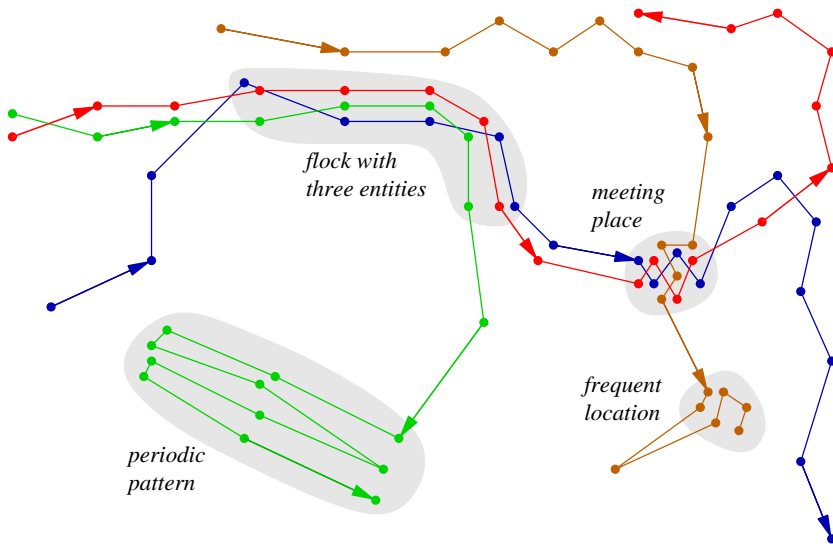 flock with
three entities
meeting
place
frequent
location
periodic
pattern